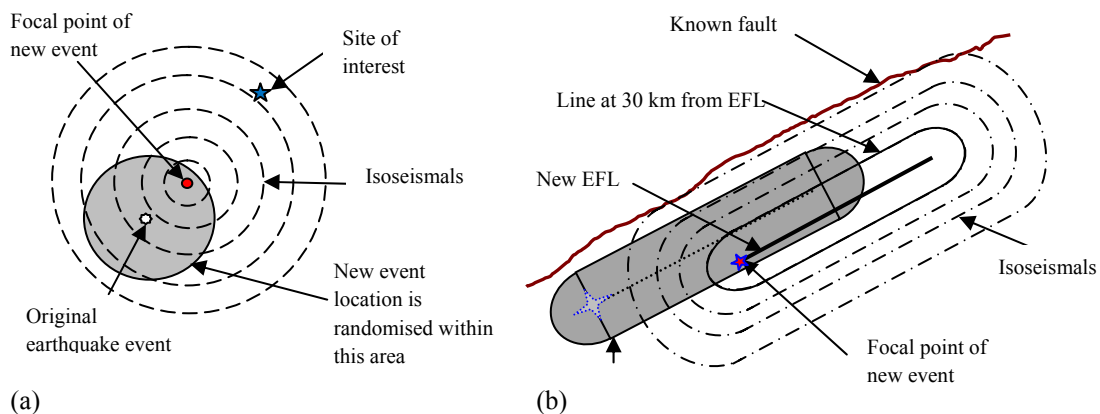 Focal point of
new event
Site of
interest
Isoseismals
New event
location is
randomised within
this area
Original
earthquake event
(a)
Known fault
Line at 30 km from EFL
New EFL
Isoseismals
Focal point of
new event
(b)